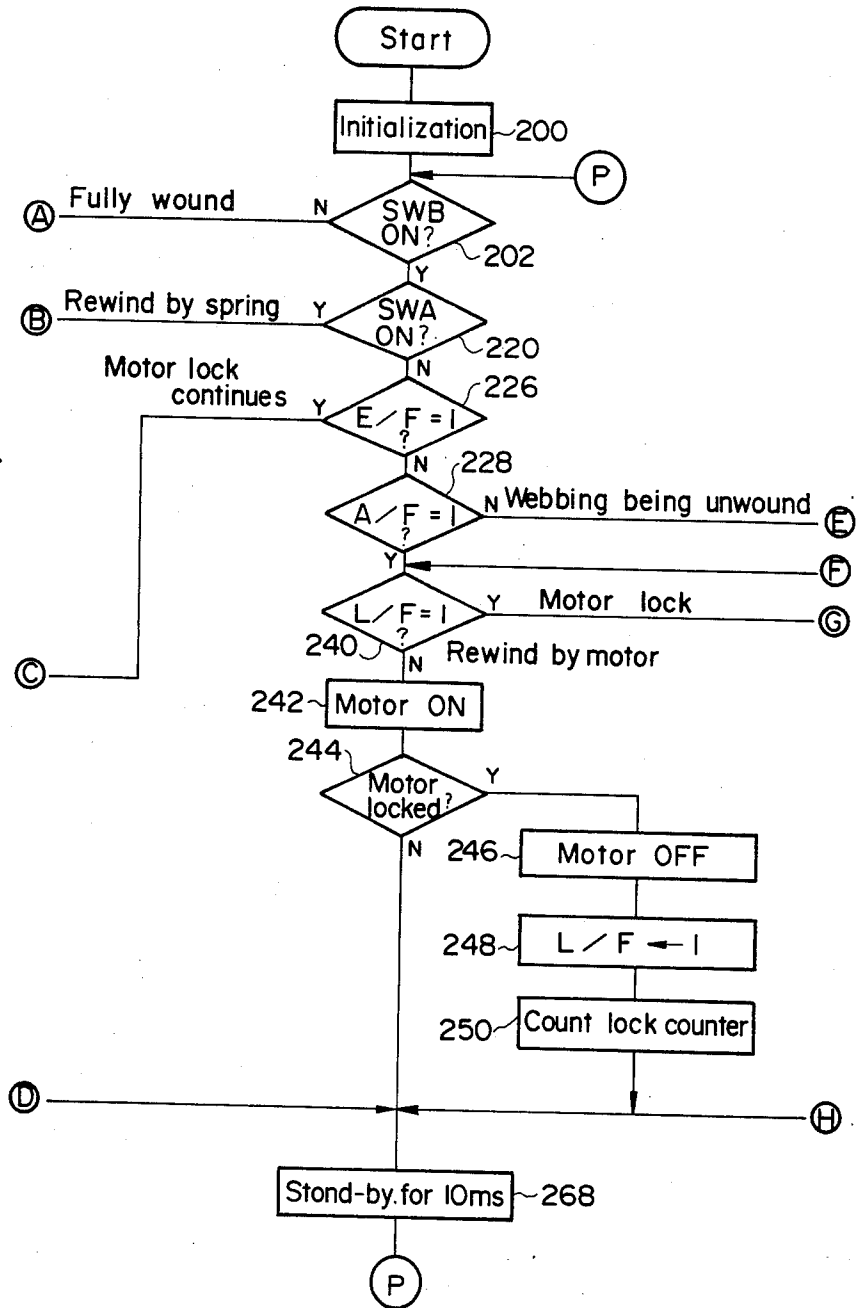 Start
Initialization 200
P
A Fully wound N SWB ON? 202
Y
B Rewind by spring Y SWA ON? 220
N
Motor lock continues Y E/F=1 ? 226
N
228
A/F=1 ? N Webbing being unwound E
Y
F
L/F=1 ? Y Motor lock G
240 N Rewind by motor
C
242 Motor ON
244
Motor locked? Y
N
246 Motor OFF
248 L/F ← 1
250 Count lock counter
D
H
Stond-by.for 10ms 268
P